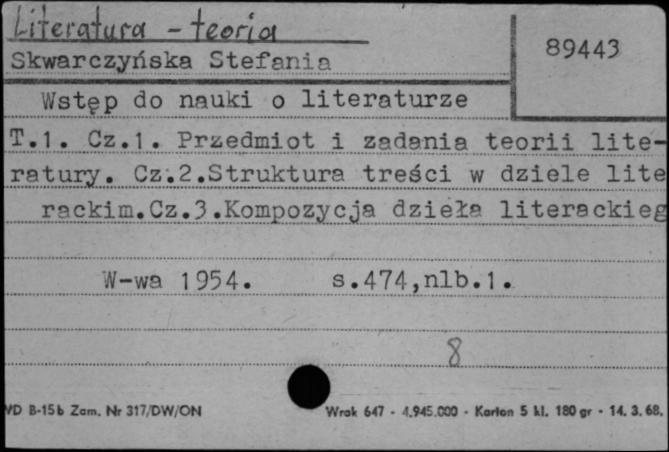 Literatura - teoria
Skwarczyńska Stefania
89443
Wstęp do nauki o literaturze
T.1. Cz.1. Przedmiot i zadania teorii lite-
ratury. Cz.2.Struktura treści w dziele lite
rackim.Cz.3.Kompozycja dzieła literackieg
W-wa 1954. s.474,nlb.1.
8
VD B-15b Zam. Nr 317/DW/ON
Wrok 647 - 4.945.000 - Karton 5 kl. 180 gr - 14. 3. 68.